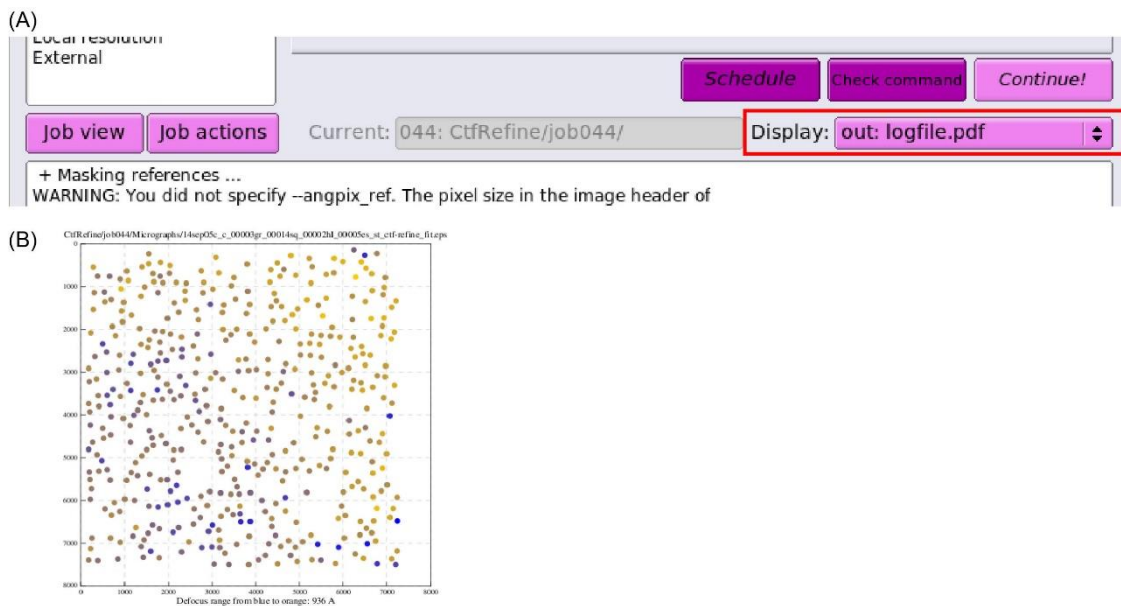 (A)
Local resolution
External
Schedule
Check command
Continue!
Job view
Job actions
Current: 044: CtfRefine/job044/
Display: out: logfile.pdf
+ Masking references ...
WARNING: You did not specify --angpix_ref. The pixel size in the image header of
(B)
CtfRefine/job044/Micrographs/14sep05c_c_00003gr_00014sq_00002hl_00005es_st_ctf-refine_fit.eps
0
1000
2000
3000
4000
5000
6000
7000
8000
0 1000 2000 3000 4000 5000 6000 7000 8000
Defocus range from blue to orange: 936 A